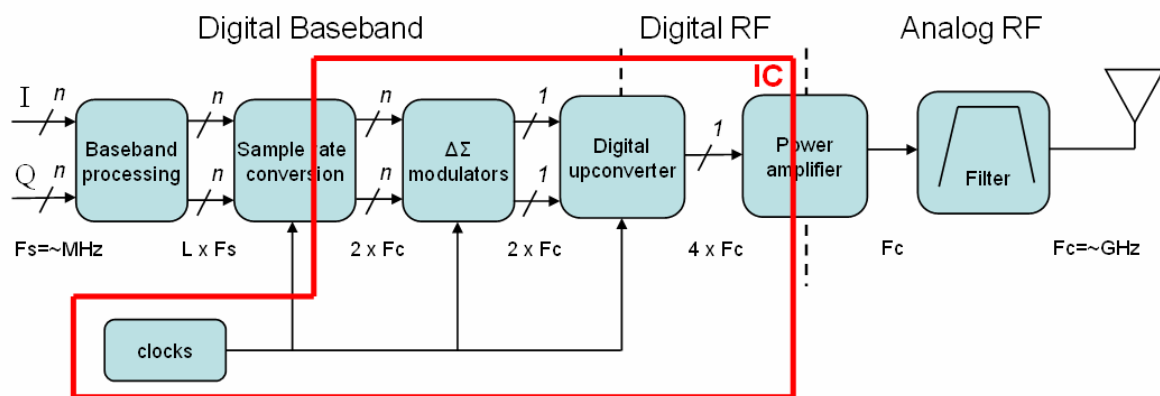 Digital Baseband
Digital RF
Analog RF
IC
I
n
n
n
1
Q
n
n
n
1
1
Baseband
processing
Sample rate
conversion
ΔΣ
modulators
Digital
upconverter
Power
amplifier
Filter
Fs=~MHz
L x Fs
2 x Fc
2 x Fc
4 x Fc
Fc
Fc=~GHz
clocks